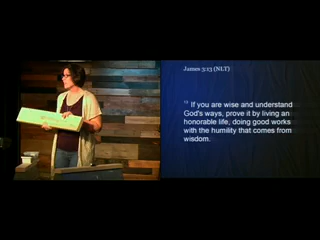 James 3:13 (NLT)
13 If you are wise and understand
God's ways, prove it by living an
honorable life, doing good works
with the humility that comes from
wisdom.